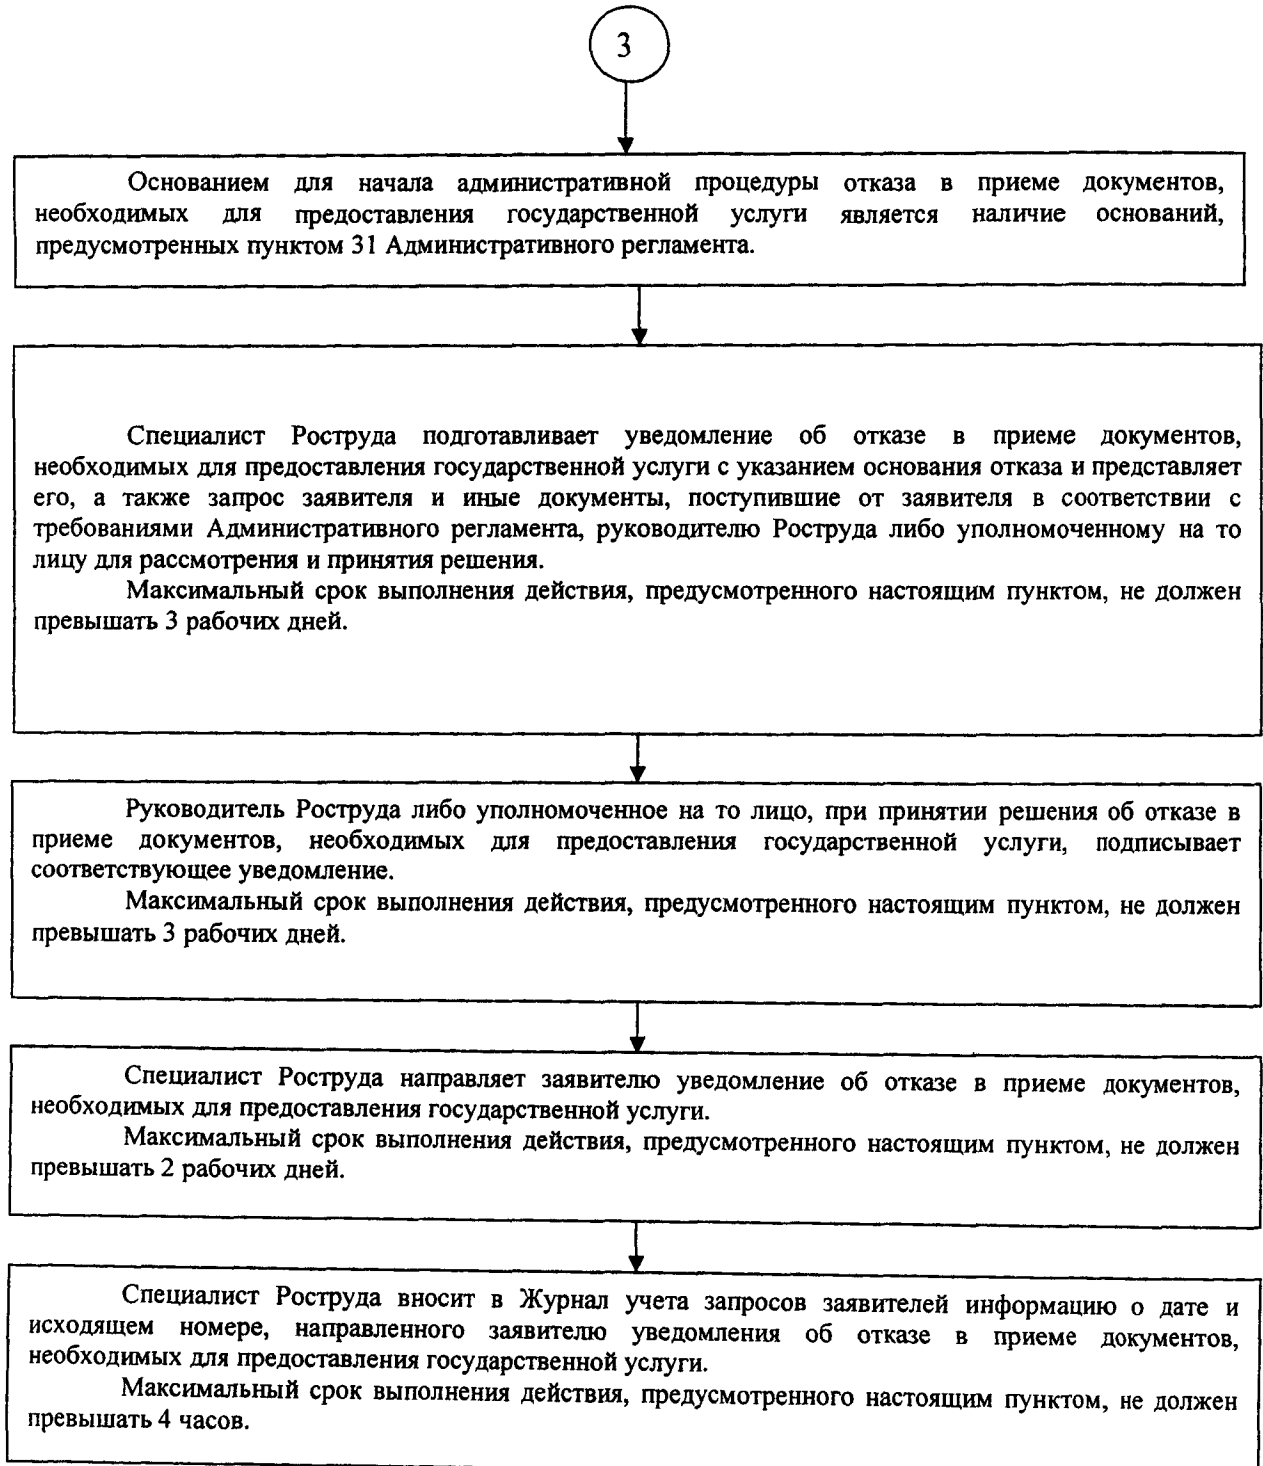 3
Основанием для начала административной процедуры отказа в приеме документов,
необходимых для предоставления государственной услуги является наличие оснований,
предусмотренных пунктом 31 Административного регламента.
Специалист Роструда подготавливает уведомление об отказе в приеме документов,
необходимых для предоставления государственной услуги с указанием основания отказа и представляет
его, а также запрос заявителя и иные документы, поступившие от заявителя в соответствии с
требованиями Административного регламента, руководителю Роструда либо уполномоченному на то
лицу для рассмотрения и принятия решения.
Максимальный срок выполнения действия, предусмотренного настоящим пунктом, не должен
превышать 3 рабочих дней.
Руководитель Роструда либо уполномоченное на то лицо, при принятии решения об отказе в
приеме документов, необходимых для предоставления государственной услуги, подписывает
соответствующее уведомление.
Максимальный срок выполнения действия, предусмотренного настоящим пунктом, не должен
превышать 3 рабочих дней.
Специалист Роструда направляет заявителю уведомление об отказе в приеме документов,
необходимых для предоставления государственной услуги.
Максимальный срок выполнения действия, предусмотренного настоящим пунктом, не должен
превышать 2 рабочих дней.
Специалист Роструда вносит в Журнал учета запросов заявителей информацию о дате и
исходящем номере, направленного заявителю уведомления об отказе в приеме документов,
необходимых для предоставления государственной услуги.
Максимальный срок выполнения действия, предусмотренного настоящим пунктом, не должен
превышать 4 часов.